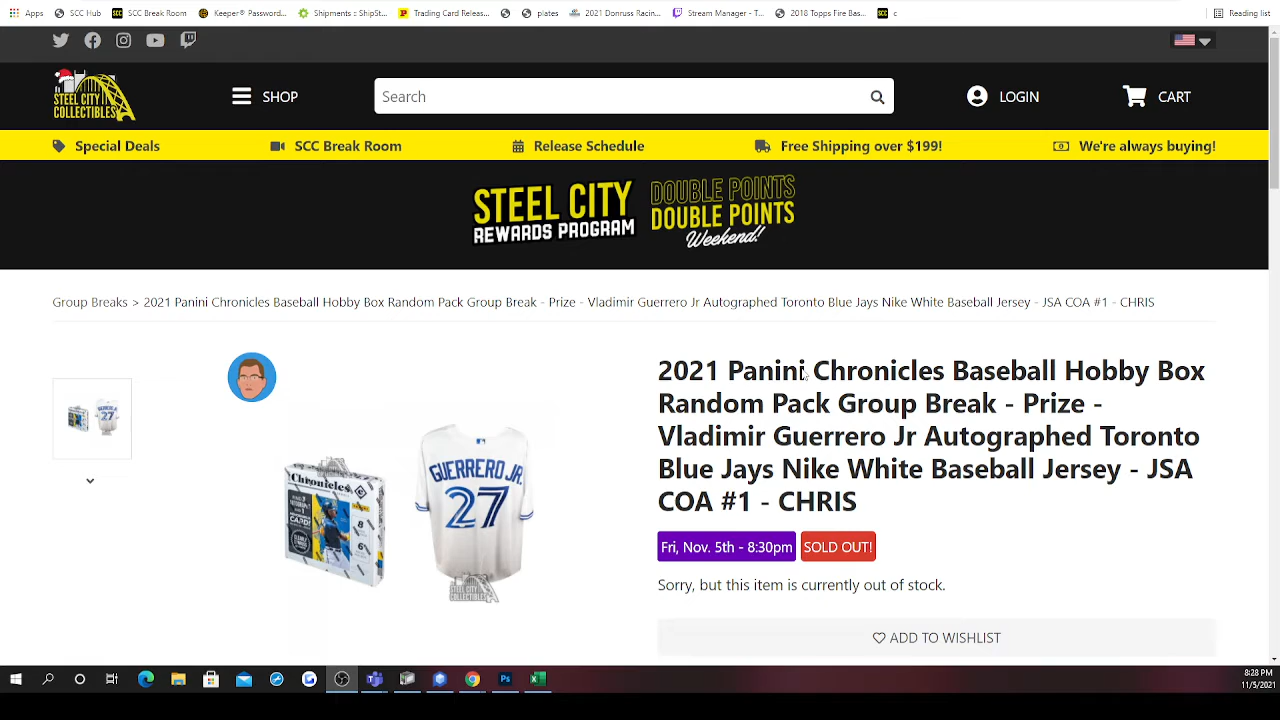 Apps SCC Hub SCC Break Room Keeper® Password... Shipments :: ShipSt... Trading Card Releas... plates 2021 Donruss Racin... Stream Manager - T... 2018 Topps Fire Bas... c Reading list
STEEL CITY
COLLECTIBLES
SHOP
Search
LOGIN
CART
Special Deals SCC Break Room Release Schedule Free Shipping over $199! We're always buying!
STEEL CITY
REWARDS PROGRAM
DOUBLE POINTS
DOUBLE POINTS
Weekend!
Group Breaks > 2021 Panini Chronicles Baseball Hobby Box Random Pack Group Break - Prize - Vladimir Guerrero Jr Autographed Toronto Blue Jays Nike White Baseball Jersey - JSA COA #1 - CHRIS
2021 Panini Chronicles Baseball Hobby Box
Random Pack Group Break - Prize -
Vladimir Guerrero Jr Autographed Toronto
Blue Jays Nike White Baseball Jersey - JSA
COA #1 - CHRIS
Chronicles
GUERRERO JR.
27
STEEL CITY
Fri, Nov. 5th - 8:30pm SOLD OUT!
Sorry, but this item is currently out of stock.
ADD TO WISHLIST
8:28 PM
11/5/2021